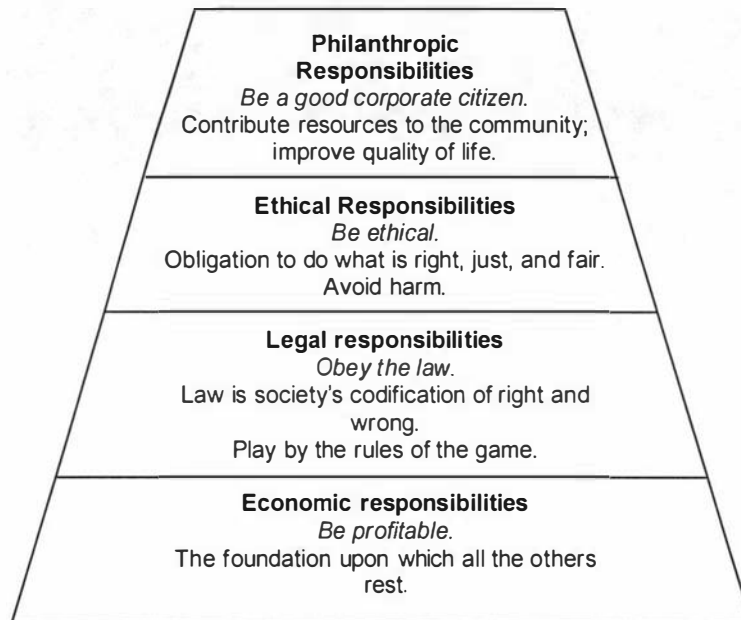 Philanthropic
Responsibilities
Be a good corporate citizen.
Contribute resources to the community;
improve quality of life.
Ethical Responsibilities
Be ethical.
Obligation to do what is right, just, and fair.
Avoid harm.
Legal responsibilities
Obey the law.
Law is society's codification of right and
wrong.
Play by the rules of the game.
Economic responsibilities
Be profitable.
The foundation upon which all the others
rest.